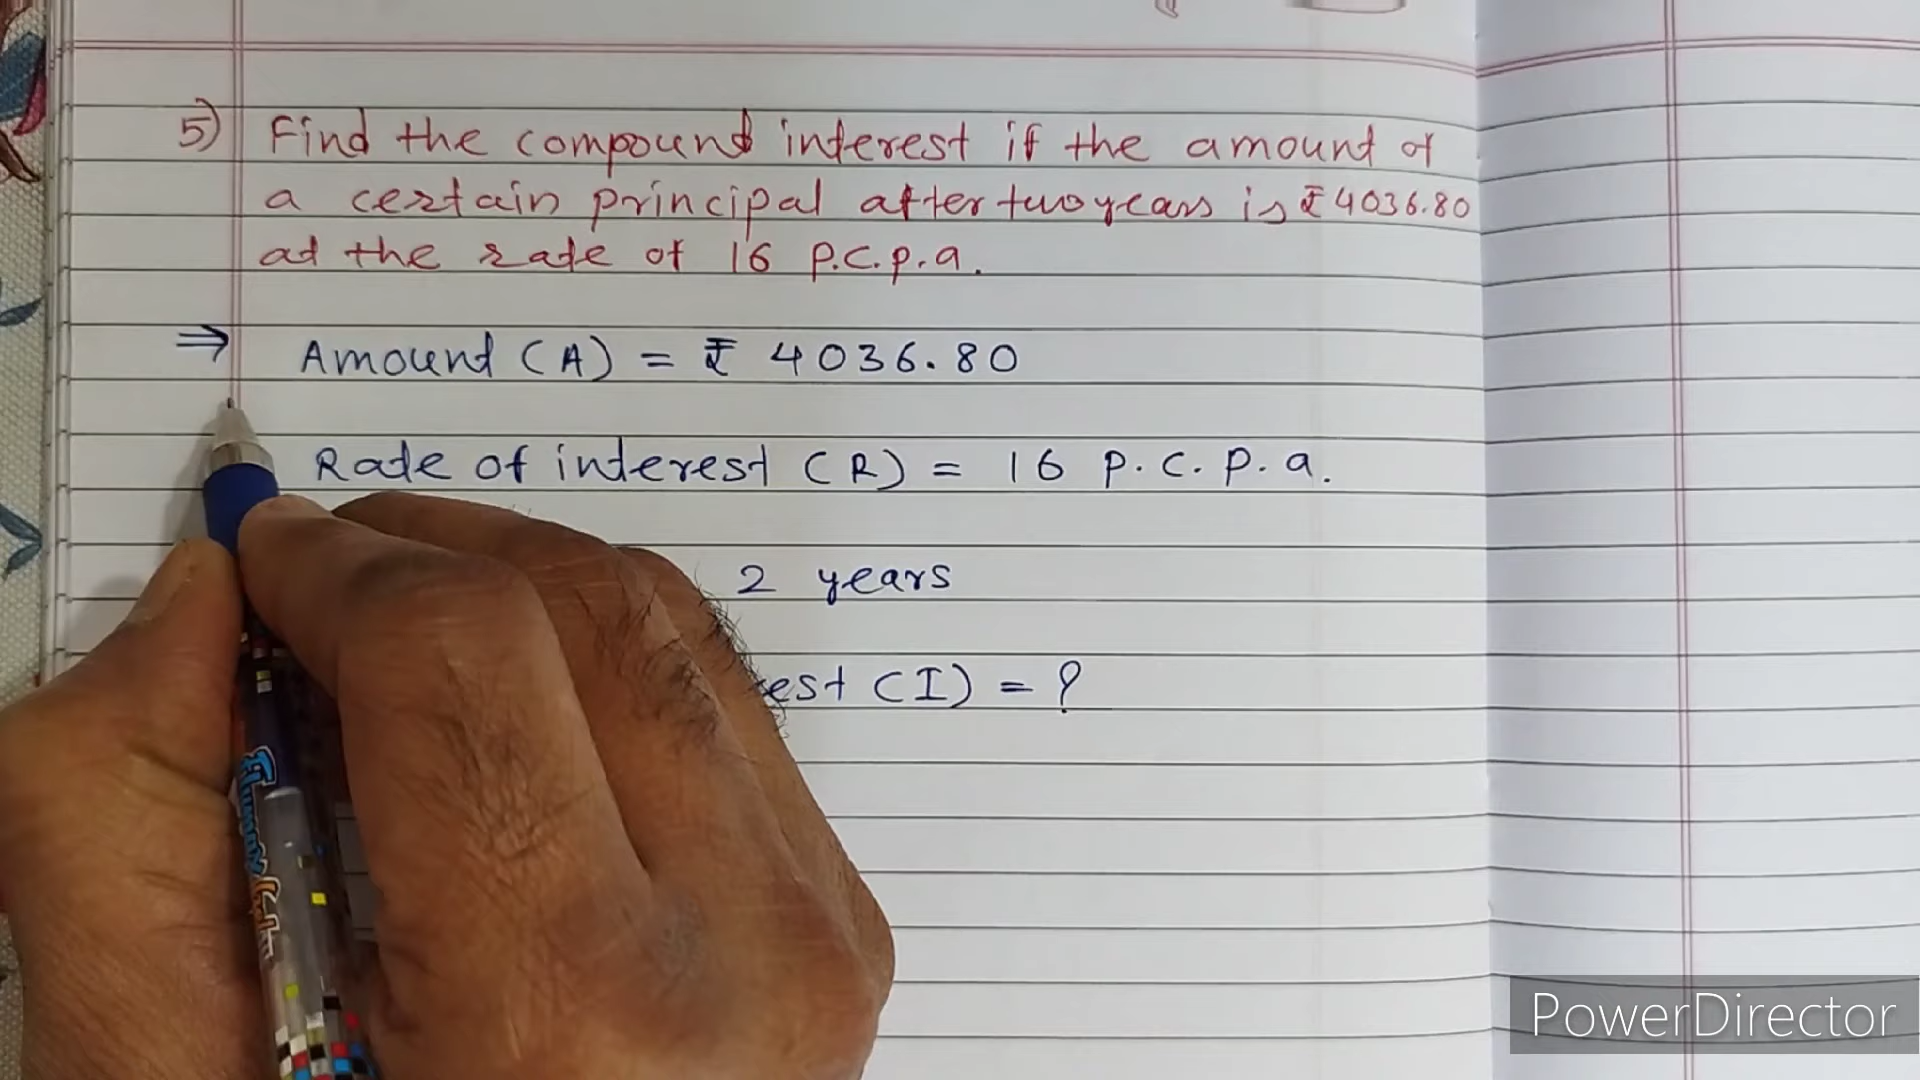 5) Find the compound interest if the amount of
a certain principal after two years is ₹ 4036.80
at the rate of 16 p.c.p.a.
⇒ Amount (A) = ₹ 4036.80
Rate of interest (R) = 16 p.c.p.a.
2 years
est (I) = ?
PowerDirector